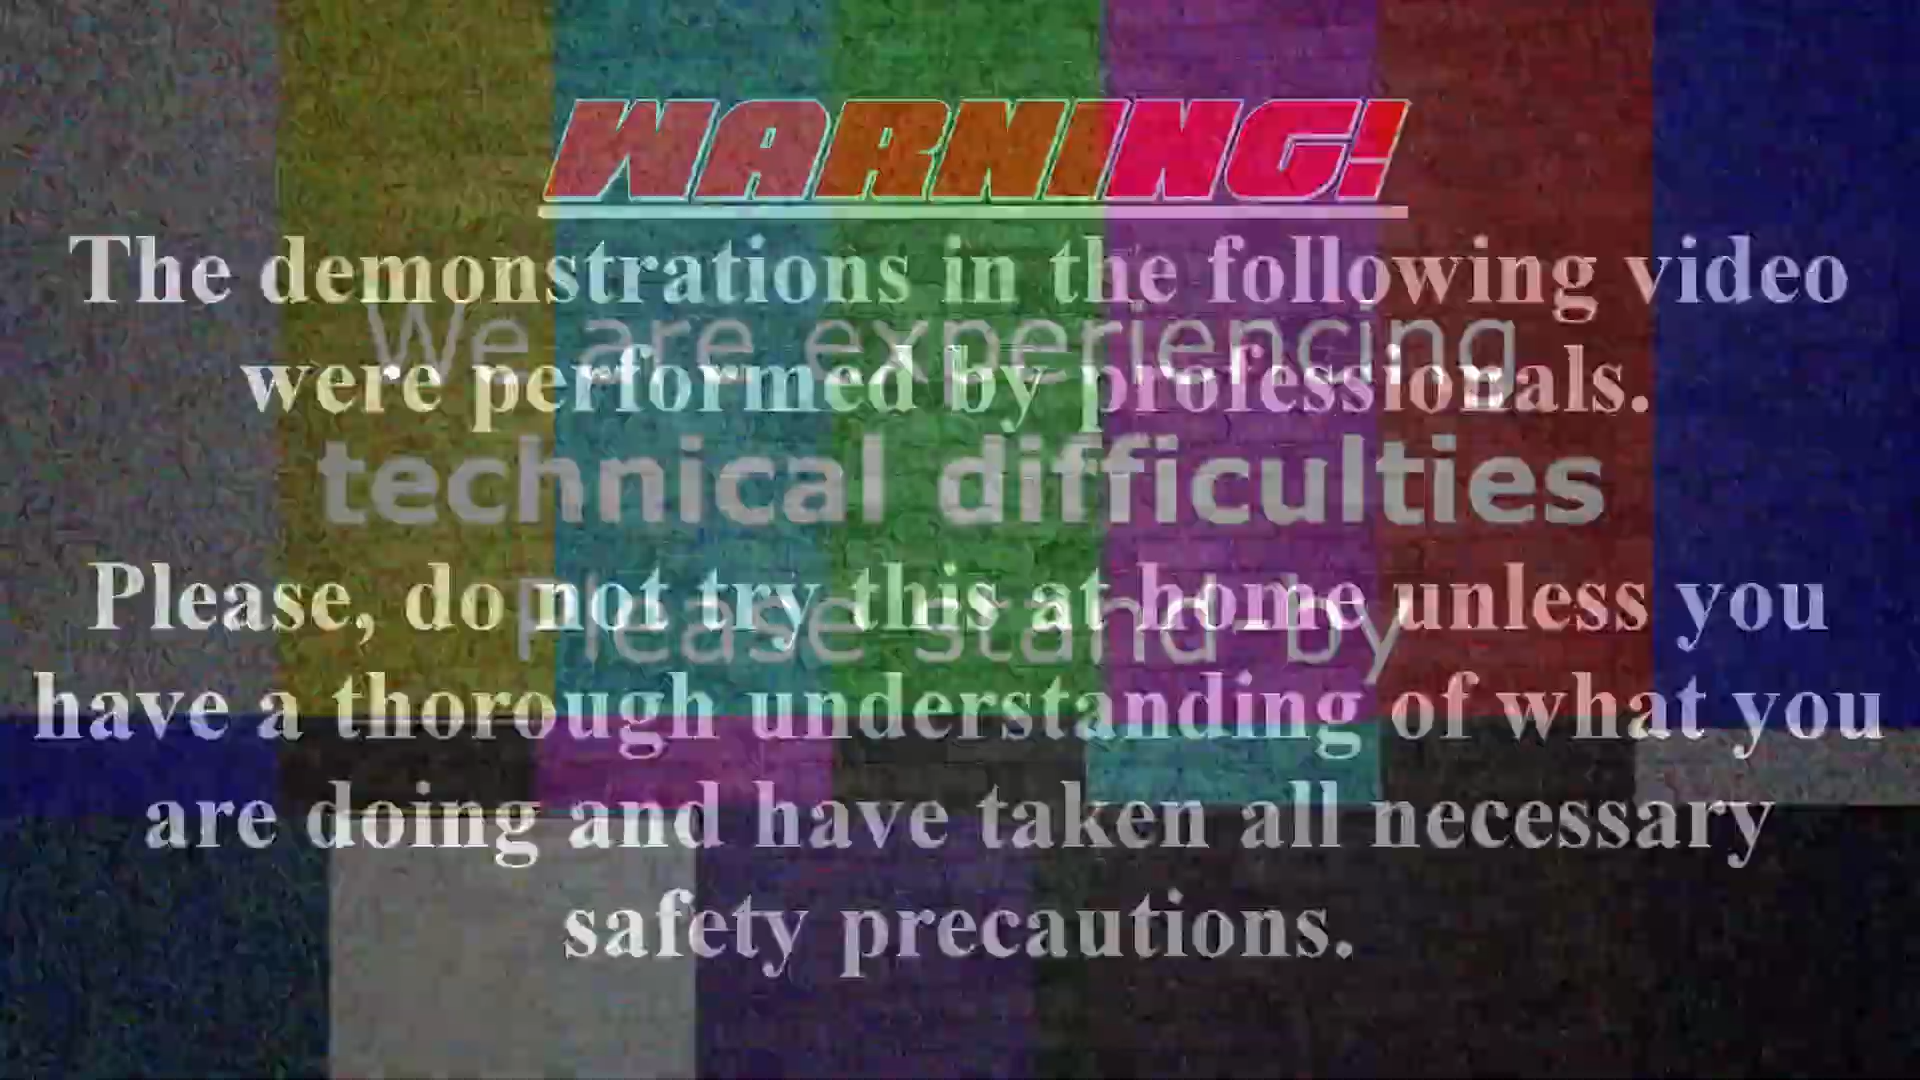 WARNING!
The demonstrations in the following video
We are experiencing
were performed by professionals.
technical difficulties
Please, do not try this at home unless you
Please stand by
have a thorough understanding of what you
are doing and have taken all necessary
safety precautions.